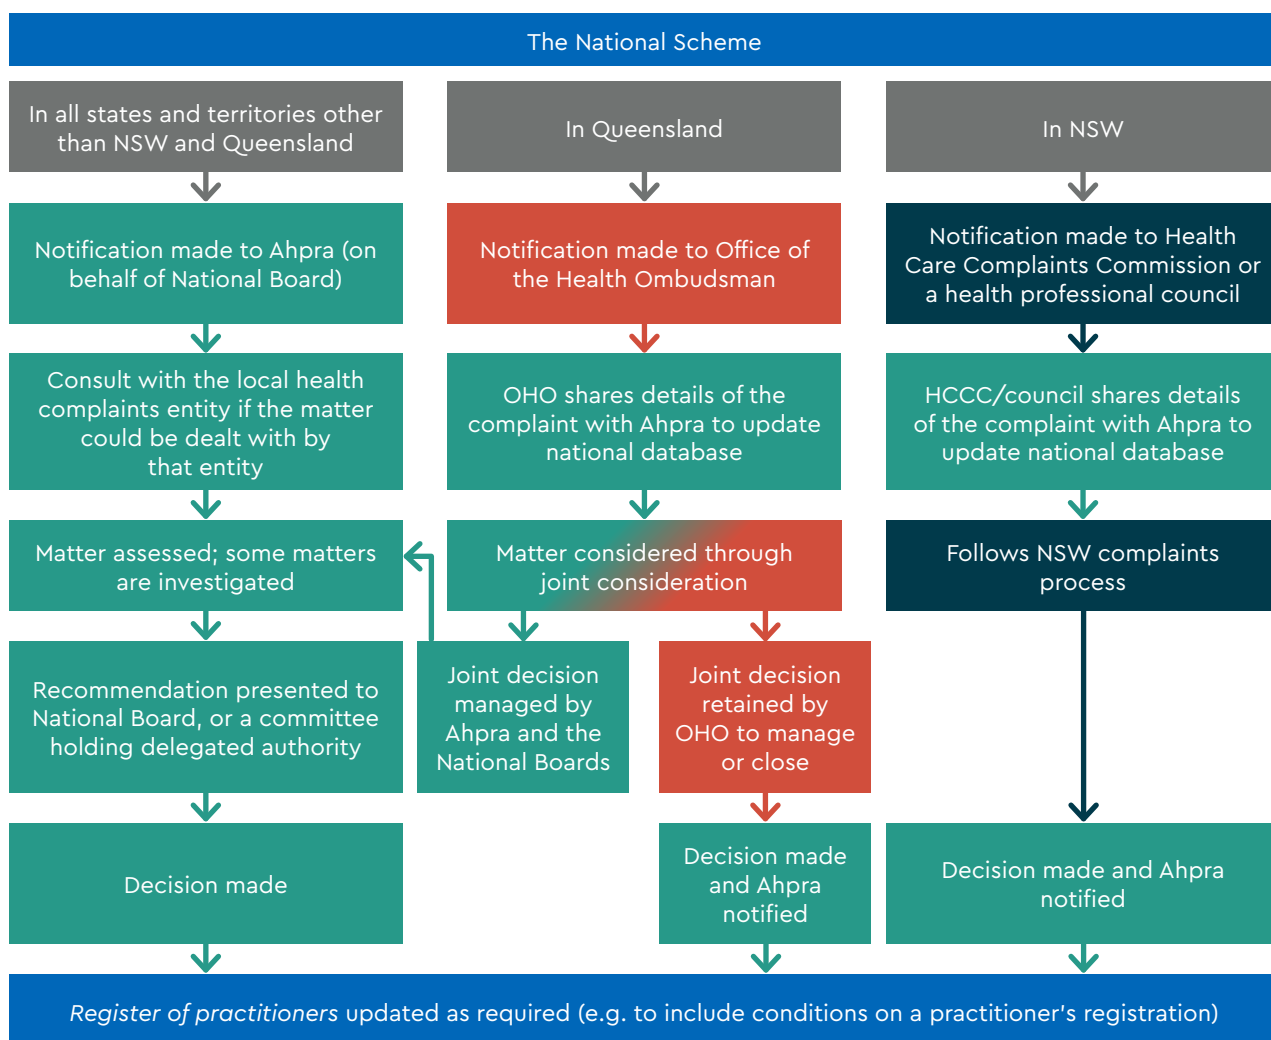 The National Scheme
In all states and territories other
than NSW and Queensland
In Queensland
In NSW
Notification made to Ahpra (on
behalf of National Board)
Notification made to Office of
the Health Ombudsman
Notification made to Health
Care Complaints Commission or
a health professional council
Consult with the local health
complaints entity if the matter
could be dealt with by
that entity
OHO shares details of the
complaint with Ahpra to update
national database
HCCC/council shares details
of the complaint with Ahpra to
update national database
Matter assessed; some matters
are investigated
Matter considered through
joint consideration
Follows NSW complaints
process
Recommendation presented to
National Board, or a committee
holding delegated authority
Joint decision
managed by
Ahpra and the
National Boards
Joint decision
retained by
OHO to manage
or close
Decision made
Decision made
and Ahpra
notified
Decision made and Ahpra
notified
Register of practitioners updated as required (e.g. to include conditions on a practitioner's registration)